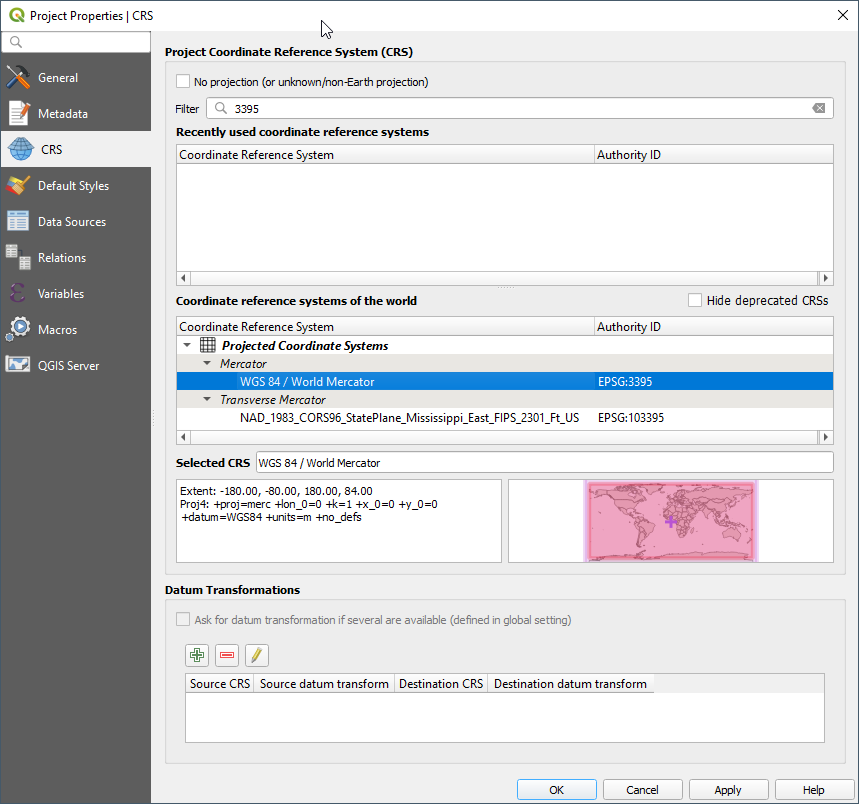 Project Properties | CRS
General
Metadata
CRS
Default Styles
Data Sources
Relations
Variables
Macros
QGIS Server
Project Coordinate Reference System (CRS)
No projection (or unknown/non-Earth projection)
Filter 3395
Recently used coordinate reference systems
Coordinate Reference System Authority ID
Coordinate reference systems of the world Hide deprecated CRSs
Coordinate Reference System Authority ID
Projected Coordinate Systems
Mercator
WGS 84 / World Mercator EPSG:3395
Transverse Mercator
NAD_1983_CORS96_StatePlane_Mississippi_East_FIPS_2301_Ft_US EPSG:103395
Selected CRS WGS 84 / World Mercator
Extent: -180.00, -80.00, 180.00, 84.00
Proj4: +proj=merc +lon_0=0 +k=1 +x_0=0 +y_0=0
+datum=WGS84 +units=m +no_defs
Datum Transformations
Ask for datum transformation if several are available (defined in global setting)
Source CRS Source datum transform Destination CRS Destination datum transform
OK Cancel Apply Help